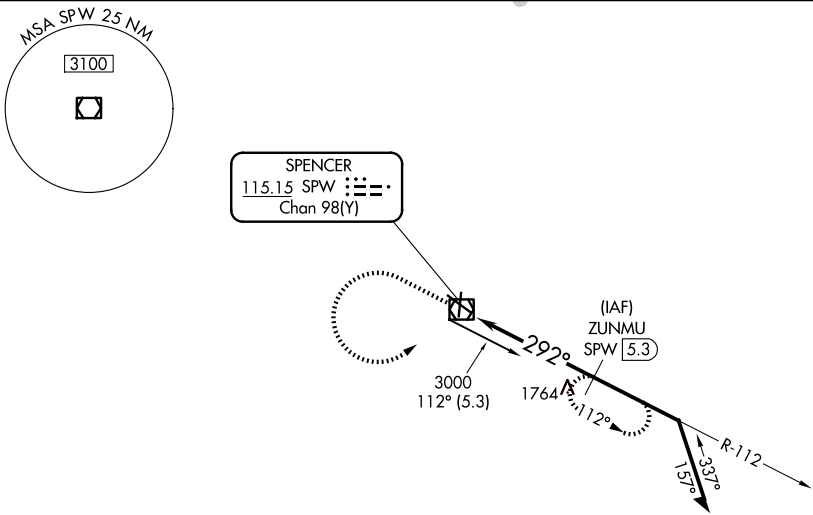 MSA SPW 25 NM
3100
SPENCER
115.15 SPW
Chan 98(Y)
(IAF)
ZUNMU
SPW 5.3
292°
3000
112° (5.3)
1764
112°
R-112
337°
157°